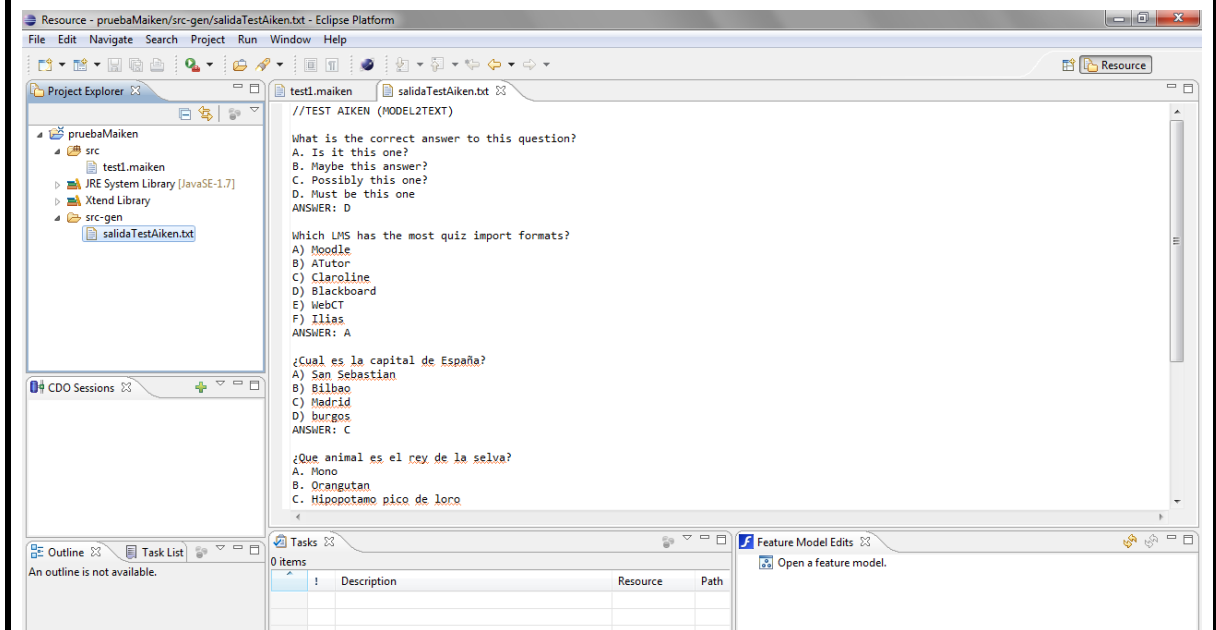 Resource - pruebaMaiken/src-gen/salidaTestAiken.txt - Eclipse Platform
File Edit Navigate Search Project Run Window Help
Resource
Project Explorer
pruebaMaiken
src
test1.maiken
JRE System Library [JavaSE-1.7]
Xtend Library
src-gen
salidaTestAiken.txt
CDO Sessions
Outline Task List
An outline is not available.
test1.maiken salidaTestAiken.txt
//TEST AIKEN (MODEL2TEXT)
What is the correct answer to this question?
A. Is it this one?
B. Maybe this answer?
C. Possibly this one?
D. Must be this one
ANSWER: D
Which LMS has the most quiz import formats?
A) Moodle
B) ATutor
C) Claroline
D) Blackboard
E) WebCT
F) Ilias
ANSWER: A
¿Cual es la capital de España?
A) San Sebastian
B) Bilbao
C) Madrid
D) burgos
ANSWER: C
¿Que animal es el rey de la selva?
A. Mono
B. Orangutan
C. Hipopotamo pico de loro
Tasks
0 items
! Description Resource Path
Feature Model Edits
Open a feature model.